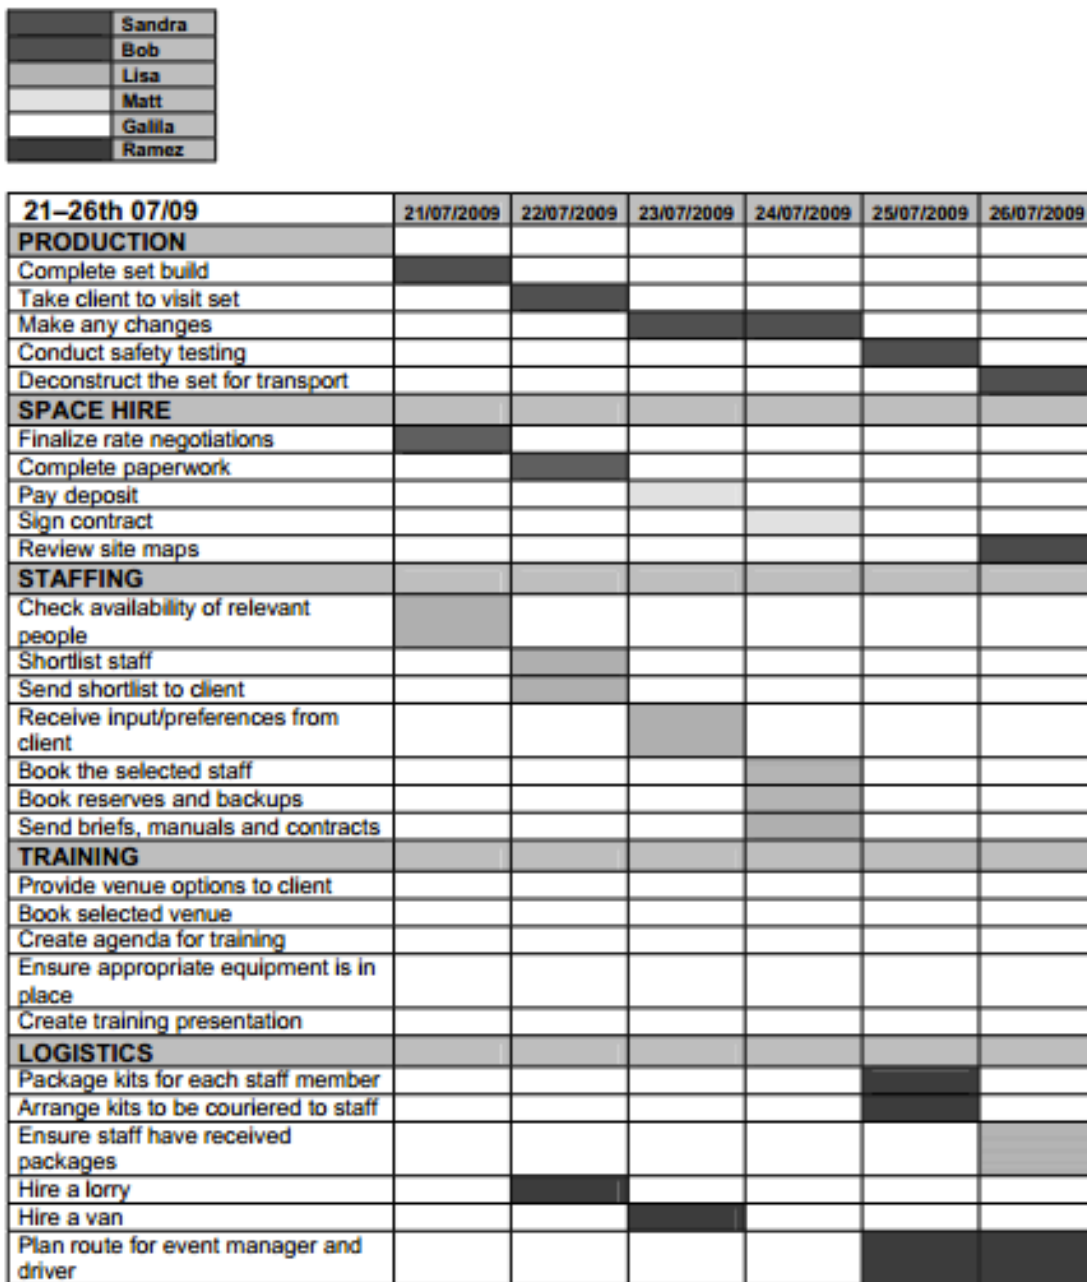 Sandra
Bob
Lisa
Matt
Galila
Ramez
21–26th 07/09 21/07/2009 22/07/2009 23/07/2009 24/07/2009 25/07/2009 26/07/2009
PRODUCTION
Complete set build
Take client to visit set
Make any changes
Conduct safety testing
Deconstruct the set for transport
SPACE HIRE
Finalize rate negotiations
Complete paperwork
Pay deposit
Sign contract
Review site maps
STAFFING
Check availability of relevant
people
Shortlist staff
Send shortlist to client
Receive input/preferences from
client
Book the selected staff
Book reserves and backups
Send briefs, manuals and contracts
TRAINING
Provide venue options to client
Book selected venue
Create agenda for training
Ensure appropriate equipment is in
place
Create training presentation
LOGISTICS
Package kits for each staff member
Arrange kits to be couriered to staff
Ensure staff have received
packages
Hire a lorry
Hire a van
Plan route for event manager and
driver